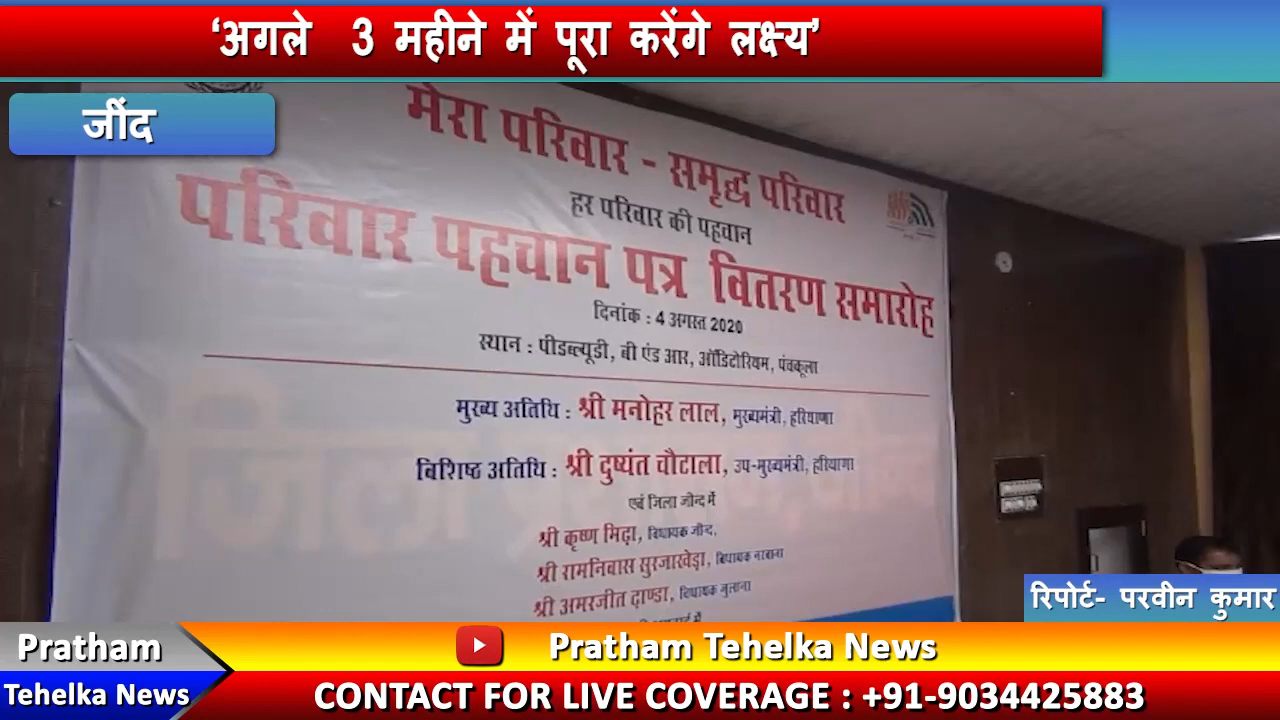 ‘अगले 3 महीने में पूरा करेंगे लक्ष्य’
जींद
मेरा परिवार - समृद्ध परिवार
हर परिवार की पहचान
परिवार पहचान पत्र वितरण समारोह
दिनांक : 4 अगस्त 2020
स्थान : पीडब्ल्यूडी, बी एंड आर, ऑडिटोरियम, पंचकूला
मुख्य अतिथि : श्री मनोहर लाल, मुख्यमंत्री, हरियाणा
बिशिष्ठ अतिथि : श्री दुष्यंत चौटाला, उप-मुख्यमंत्री, हरियाणा
एवं जिला जीन्द में
श्री कृष्ण मिढ़ा, विधायक जीन्द,
श्री रामनिवास सुरजाखेड़ा, विधायक नरवाना
श्री अमरजीत ढ़ाण्डा, विधायक जुलाना
रिपोर्ट- परवीन कुमार
Pratham
Tehelka News
Pratham Tehelka News
CONTACT FOR LIVE COVERAGE : +91-9034425883